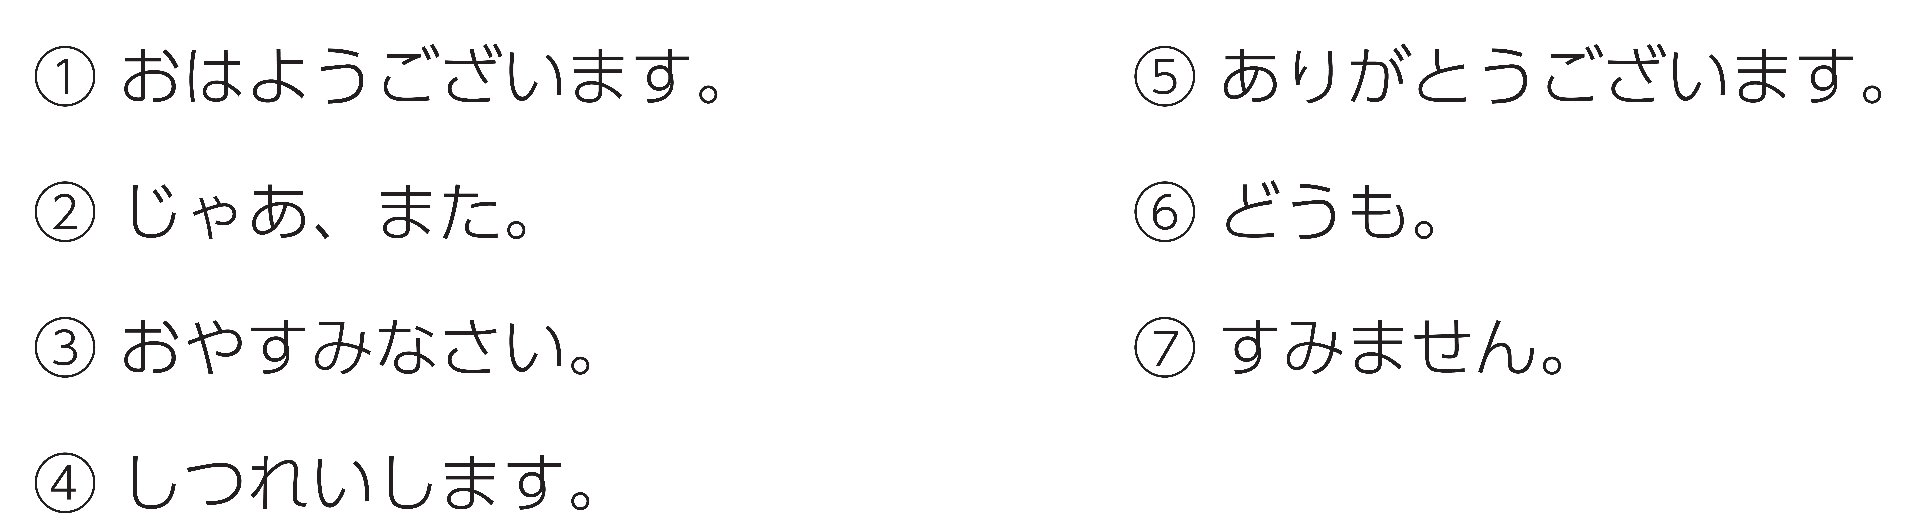 ① おはようございます。
② じゃあ、また。
③ おやすみなさい。
④ しつれいします。
⑤ ありがとうございます。
⑥ どうも。
⑦ すみません。